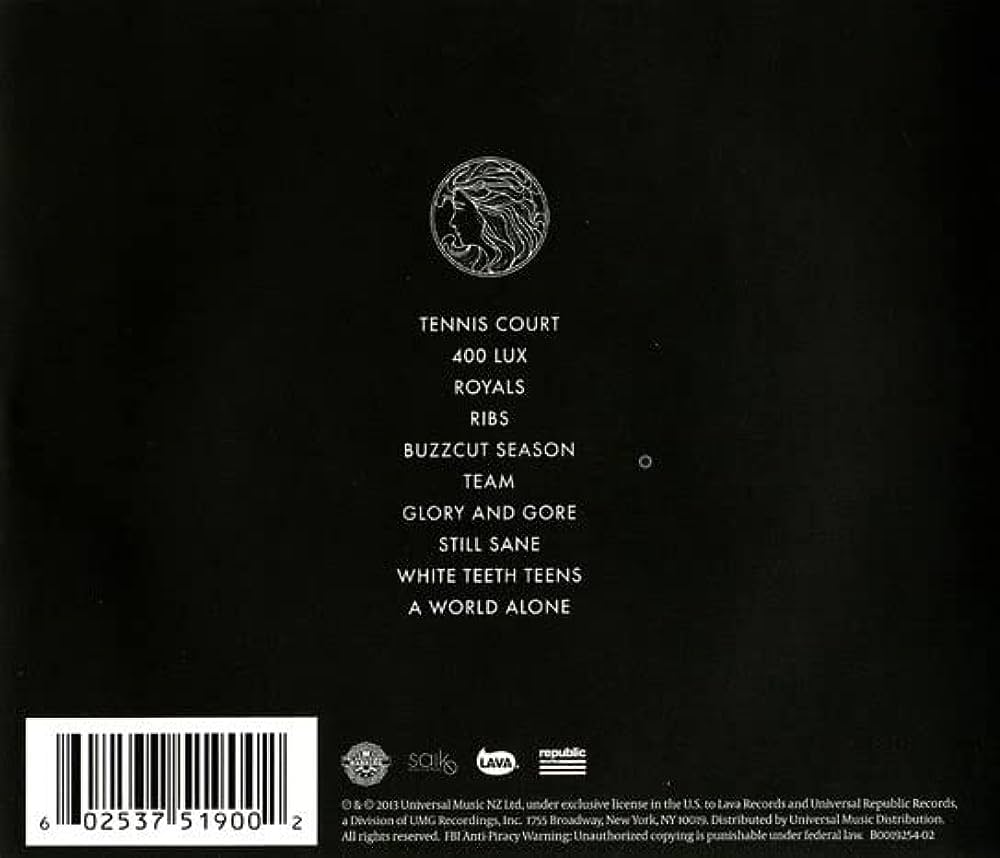 TENNIS COURT
400 LUX
ROYALS
RIBS
BUZZCUT SEASON
TEAM
GLORY AND GORE
STILL SANE
WHITE TEETH TEENS
A WORLD ALONE
6 02537 51900 2
saiko
LAVA.
republic
℗ & © 2013 Universal Music NZ Ltd, under exclusive license in the U.S. to Lava Records and Universal Republic Records,
a Division of UMG Recordings, Inc. 1755 Broadway, New York, NY 10019. Distributed by Universal Music Distribution.
All rights reserved. FBI Anti-Piracy Warning: Unauthorized copying is punishable under federal law. B0019254-02